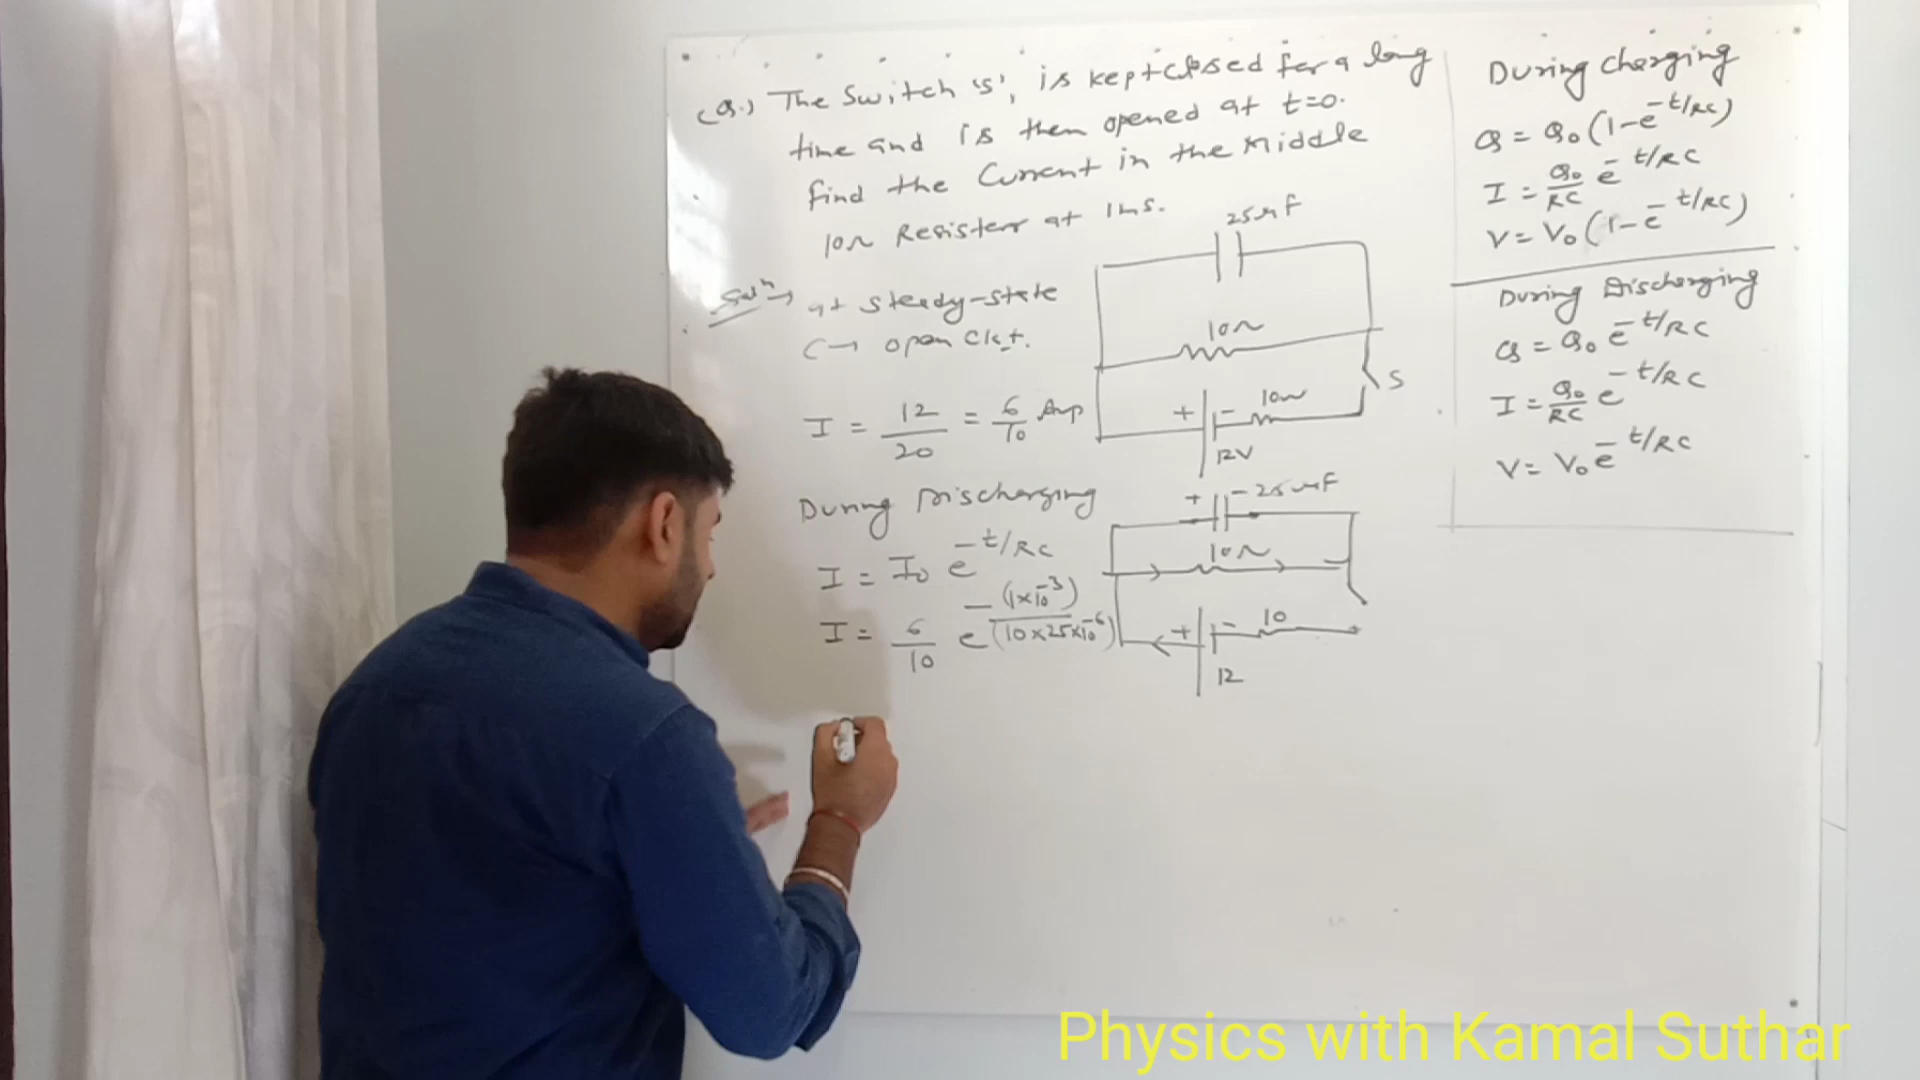 (Q.) The Switch 'S', is kept closed for a long
time and is then opened at t=0.
find the Current in the Middle
10Ω Resister at 1ms.
Solⁿ→ at steady-state
C→ open Ckt.
I = 12/20 = 6/10 Amp
During Discharging
I = I₀ e^(-t/RC)
I = 6/10 e^(-(1×10⁻³)/(10×25×10⁻⁶))
25μF
10Ω
S
+ - 10Ω
12V
+ - 25μF
10Ω
+ - 10
12
During Charging
Q = Q₀(1-e^(-t/RC))
I = Q₀/RC e^(-t/RC)
V = V₀(1-e^(-t/RC))
During Discharging
Q = Q₀ e^(-t/RC)
I = Q₀/RC e^(-t/RC)
V = V₀ e^(-t/RC)
Physics with Kamal Suthar